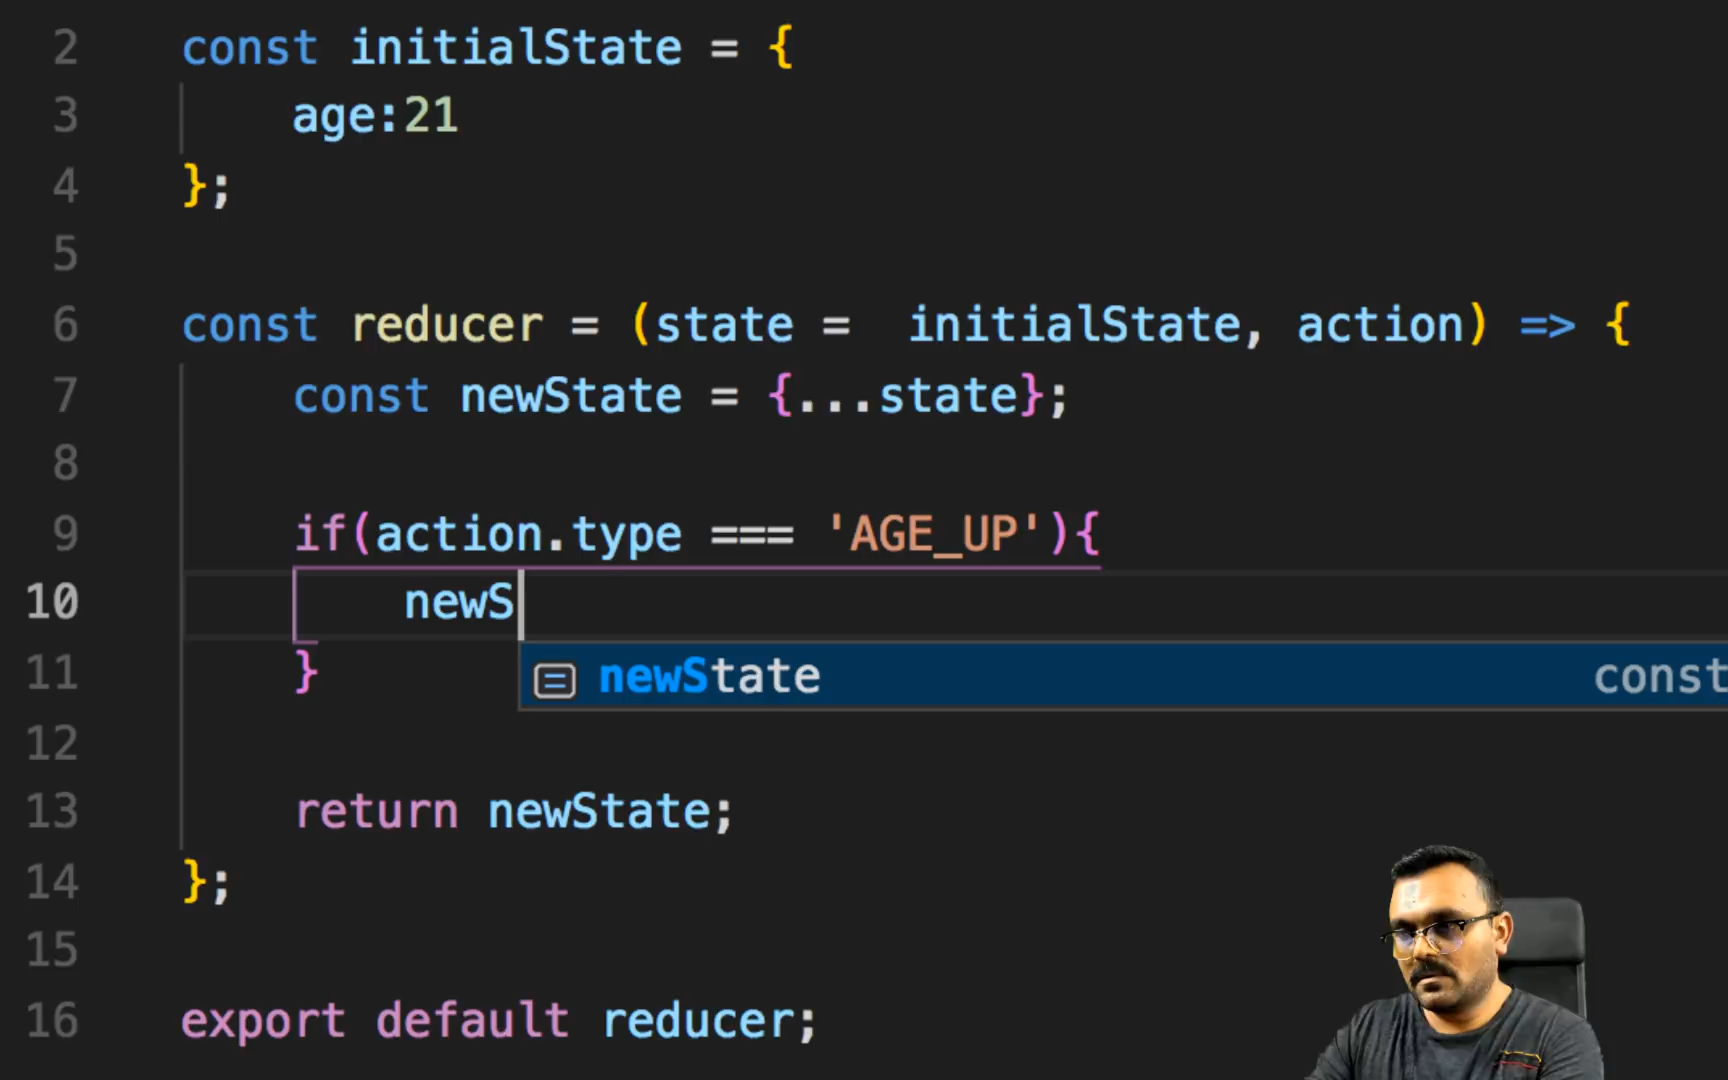 2 const initialState = {
3 age:21
4 };
5
6 const reducer = (state =  initialState, action) => {
7 const newState = {...state};
8
9 if(action.type === 'AGE_UP'){
10 newS
newState const
11 }
12
13 return newState;
14 };
15
16 export default reducer;